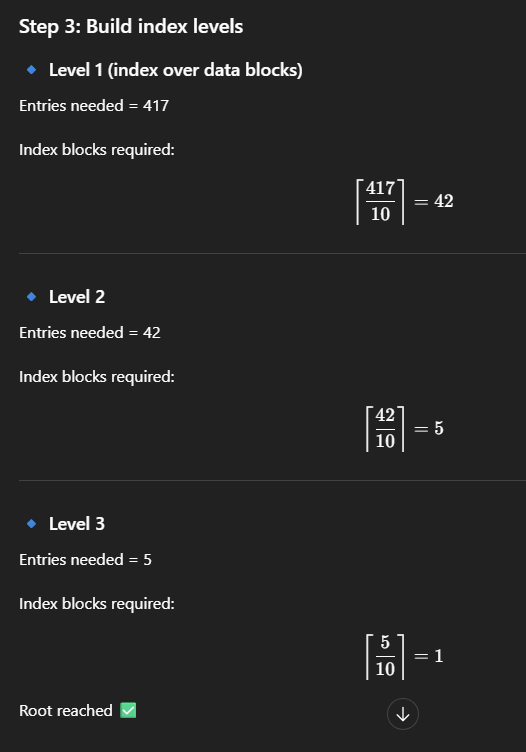 Step 3: Build index levels
🔹 Level 1 (index over data blocks)
Entries needed = 417
Index blocks required:
⌈417/10⌉ = 42
🔹 Level 2
Entries needed = 42
Index blocks required:
⌈42/10⌉ = 5
🔹 Level 3
Entries needed = 5
Index blocks required:
⌈5/10⌉ = 1
Root reached ✅